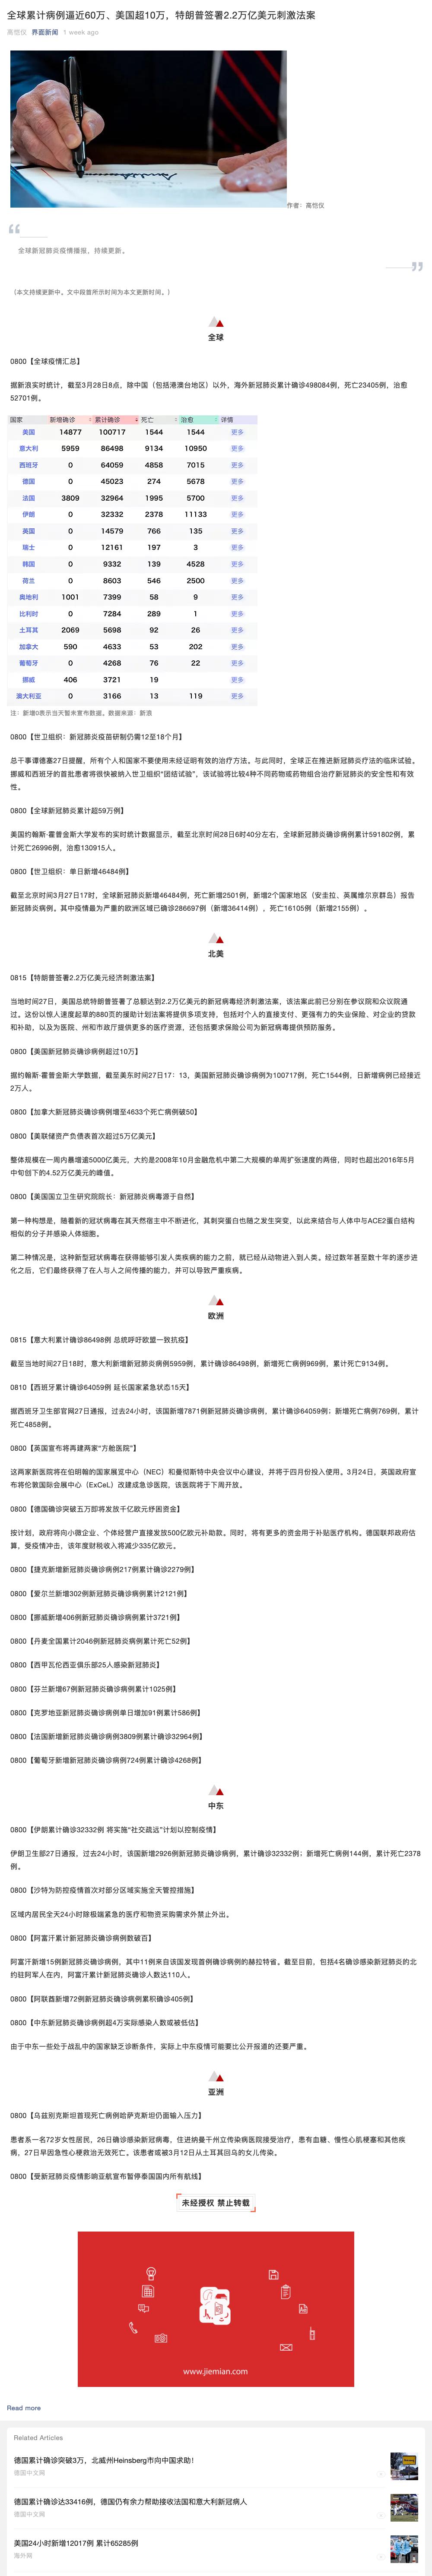 全球累计病例逼近60万、美国超10万，特朗普签署2.2万亿美元刺激法案
蒸恺仪 界面新闻 1 week ago
作者：蒸恺仪
全球新冠肺炎疫情播报，持续更新。
（本文持续更新中。文中段首所示时间为本文更新时间。）
全球
0800【全球疫情汇总】
据新浪实时统计，截至3月28日8点，除中国（包括港澳台地区）以外，海外新冠肺炎累计确诊498084例，死亡23405例，治愈
52701例。
国家 新增确诊 累计确诊 死亡 治愈 详情
美国 14877 100717 1544 1544 更多
意大利 5959 86498 9134 10950 更多
西班牙 0 64059 4858 7015 更多
德国 0 45023 274 5678 更多
法国 3809 32964 1995 5700 更多
伊朗 0 32332 2378 11133 更多
英国 0 14579 766 135 更多
瑞士 0 12161 197 3 更多
韩国 0 9332 139 4528 更多
荷兰 0 8603 546 2500 更多
奥地利 1001 7399 58 9 更多
比利时 0 7284 289 1 更多
土耳其 2069 5698 92 26 更多
加拿大 590 4633 53 202 更多
葡萄牙 0 4268 76 22 更多
挪威 406 3721 19 更多
澳大利亚 0 3166 13 119 更多
注：新增0表示当天暂未宣布数据。数据来源：新浪
0800【世卫组织：新冠肺炎疫苗研制仍需12至18个月】
总干事谭德塞27日提醒，所有个人和国家不要使用未经证明有效的治疗方法。与此同时，全球正在推进新冠肺炎疗法的临床试验。
挪威和西班牙的首批患者将很快被纳入世卫组织“团结试验”，该试验将比较4种不同药物或药物组合治疗新冠肺炎的安全性和有效
性。
0800【全球新冠肺炎累计超59万例】
美国约翰斯·霍普金斯大学发布的实时统计数据显示，截至北京时间28日6时40分左右，全球新冠肺炎确诊病例累计591802例，累
计死亡26996例，治愈130915人。
0800【世卫组织：单日新增46484例】
截至北京时间3月27日17时，全球新冠肺炎新增46484例，死亡新增2501例，新增2个国家地区（安圭拉、英属维尔京群岛）报告
新冠肺炎病例。其中疫情最为严重的欧洲区域已确诊286697例（新增36414例），死亡16105例（新增2155例）。
北美
0815【特朗普签署2.2万亿美元经济刺激法案】
当地时间27日，美国总统特朗普签署了总额达到2.2万亿美元的新冠病毒经济刺激法案，该法案此前已分别在参议院和众议院通
过。这份以惊人速度起草的880页的援助计划法案将提供多项支持，包括对个人的直接支付、更强有力的失业保险、对企业的贷款
和补助，以及为医院、州和市政厅提供更多的医疗资源，还包括要求保险公司为新冠病毒提供预防服务。
0800【美国新冠肺炎确诊病例超过10万】
据约翰斯·霍普金斯大学数据，截至美东时间27日17：13，美国新冠肺炎确诊病例为100717例，死亡1544例，日新增病例已经接近
2万人。
0800【加拿大新冠肺炎确诊病例增至4633例死亡病例破50】
0800【美联储资产负债表首次超过5万亿美元】
整体规模在一周内暴增逾5000亿美元，大约是2008年10月金融危机中第二大规模的单周扩张速度的两倍，同时也超出2016年5月
中旬创下的4.52万亿美元的峰值。
0800【美国国立卫生研究院院长：新冠肺炎病毒源于自然】
第一种构想是，随着新的冠状病毒在其天然宿主中不断进化，其刺突蛋白也随之发生突变，以此来结合与人体中与ACE2蛋白结构
相似的分子并感染人体细胞。
第二种情况是，这种新型冠状病毒在获得能够引发人类疾病的能力之前，就已经从动物进入到人类。经过数年甚至数十年的逐步进
化之后，它们最终获得了在人与人之间传播的能力，并可以导致严重疾病。
欧洲
0815【意大利累计确诊86498例 总统呼吁欧盟一致抗疫】
截至当地时间27日18时，意大利新增新冠肺炎病例5959例，累计确诊86498例，新增死亡病例969例，累计死亡9134例。
0810【西班牙累计确诊64059例 延长国家紧急状态15天】
据西班牙卫生部官网27日通报，过去24小时，该国新增7871例新冠肺炎确诊病例，累计确诊64059例；新增死亡病例769例，累计
死亡4858例。
0800【英国宣布将再建两家“方舱医院”】
这两家新医院将在伯明翰的国家展览中心（NEC）和曼彻斯特中央会议中心建设，并将于四月份投入使用。3月24日，英国政府宣
布将伦敦国际会展中心（ExCeL）改建成急诊医院，该医院将于下周开放。
0800【德国确诊突破五万即将发放千亿欧元纾困资金】
按计划，政府将向小微企业、个体经营户直接发放500亿欧元补助款。同时，将有更多的资金用于补贴医疗机构。德国联邦政府估
算，受疫情冲击，该年度财税收入将减少335亿欧元。
0800【捷克新增新冠肺炎确诊病例217例累计确诊2279例】
0800【爱尔兰新增302例新冠肺炎确诊病例累计2121例】
0800【挪威新增406例新冠肺炎确诊病例累计3721例】
0800【丹麦全国累计2046例新冠肺炎病例累计死亡52例】
0800【西甲瓦伦西亚俱乐部25人感染新冠肺炎】
0800【芬兰新增67例新冠肺炎确诊病例累计1025例】
0800【克罗地亚新冠肺炎确诊病例单日增加91例累计586例】
0800【法国新增新冠肺炎确诊病例3809例累计确诊32964例】
0800【葡萄牙新增新冠肺炎确诊病例724例累计确诊4268例】
中东
0800【伊朗累计确诊32332例 将实施“社交疏远”计划以控制疫情】
伊朗卫生部27日通报，过去24小时，该国新增2926例新冠肺炎确诊病例，累计确诊32332例；新增死亡病例144例，累计死亡2378
例。
0800【沙特为防控疫情首次对部分区域实施全天管控措施】
区域内居民全天24小时除极端紧急的医疗和物资采购需求外禁止外出。
0800【阿富汗累计新冠肺炎确诊病例数破百】
阿富汗新增15例新冠肺炎确诊病例，其中11例来自该国发现首例确诊病例的赫拉特省。截至目前，包括4名确诊感染新冠肺炎的北
约驻阿军人在内，阿富汗累计新冠肺炎确诊人数达110人。
0800【阿联酋新增72例新冠肺炎确诊病例累积确诊405例】
0800【中东新冠肺炎确诊病例超4万实际感染人数或被低估】
由于中东一些处于战乱中的国家缺乏诊断条件，实际上中东疫情可能要比公开报道的还要严重。
亚洲
0800【乌兹别克斯坦首现死亡病例哈萨克斯坦仍面输入压力】
患者系一名72岁女性居民，26日确诊感染新冠病毒，住进纳曼干州立传染病医院接受治疗，患有血糖、慢性心肌梗塞和其他疾
病，27日早因急性心梗救治无效死亡。该患者或被3月12日从土耳其回乌的女儿传染。
0800【受新冠肺炎疫情影响亚航宣布暂停泰国国内所有航线】
未经授权 禁止转载
www.jiemian.com
Read more
Related Articles
德国累计确诊突破3万，北威州Heinsberg市向中国求助！
德国中文网
德国累计确诊达33416例，德国仍有余力帮助接收法国和意大利新冠病人
德国中文网
美国24小时新增12017例 累计65285例
海外网